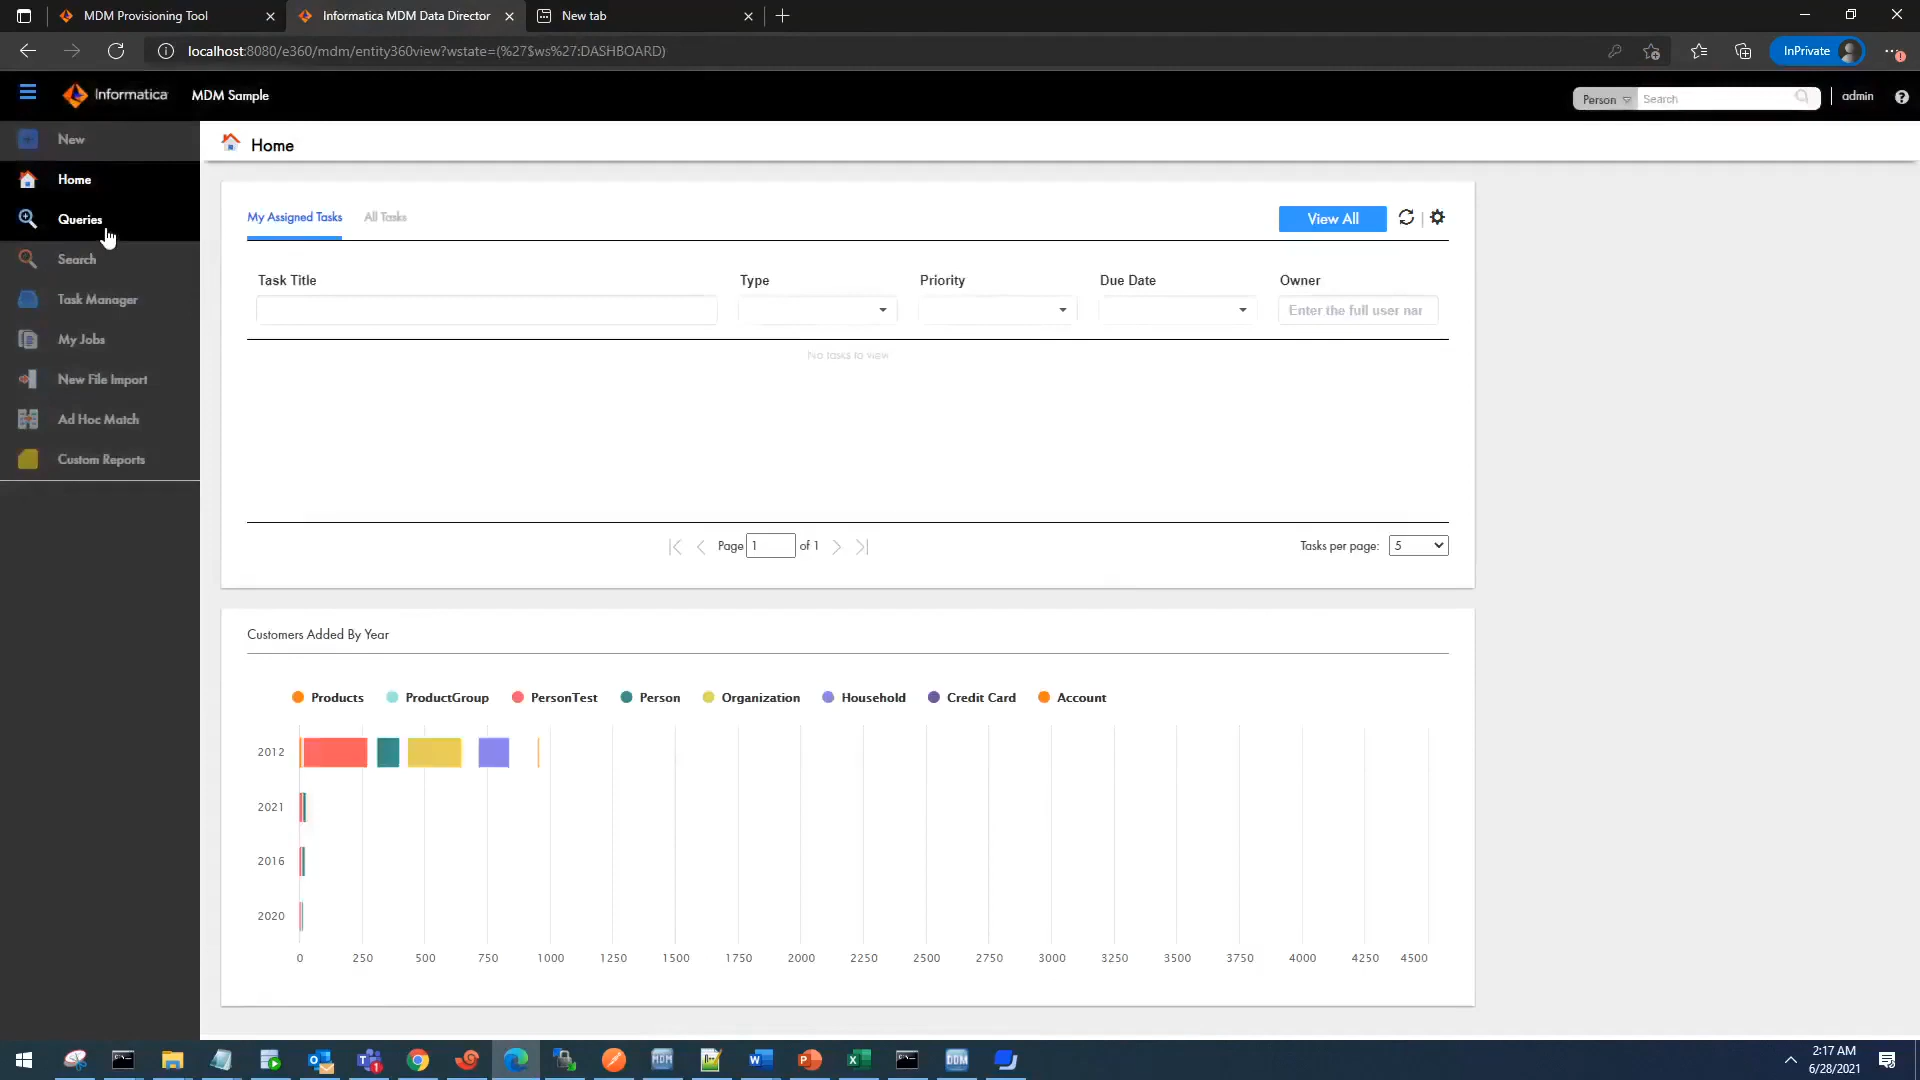 MDM Provisioning Tool
Informatica MDM Data Director
New tab
localhost:8080/e360/mdm/entity360view?wstate=(%27$ws%27:DASHBOARD)
InPrivate
Informatica
MDM Sample
Person
Search
admin
New
Home
Queries
Search
Task Manager
My Jobs
New File Import
Ad Hoc Match
Custom Reports
Home
My Assigned Tasks
All Tasks
View All
Task Title
Type
Priority
Due Date
Owner
Enter the full user nar
No tasks to view
Page 1 of 1
Tasks per page: 5
Customers Added By Year
Products ProductGroup PersonTest Person Organization Household Credit Card Account
2012
2021
2016
2020
0 250 500 750 1000 1250 1500 1750 2000 2250 2500 2750 3000 3250 3500 3750 4000 4250 4500
2:17 AM
6/28/2021